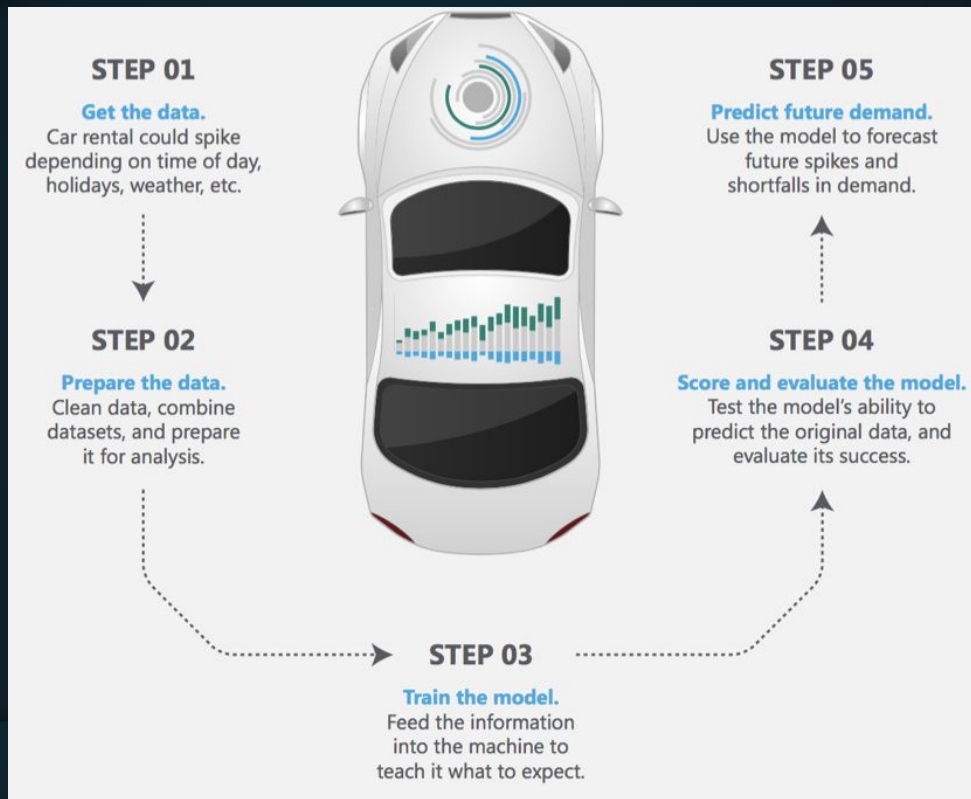 STEP 01
Get the data.
Car rental could spike
depending on time of day,
holidays, weather, etc.
STEP 02
Prepare the data.
Clean data, combine
datasets, and prepare
it for analysis.
STEP 03
Train the model.
Feed the information
into the machine to
teach it what to expect.
STEP 04
Score and evaluate the model.
Test the model’s ability to
predict the original data, and
evaluate its success.
STEP 05
Predict future demand.
Use the model to forecast
future spikes and
shortfalls in demand.